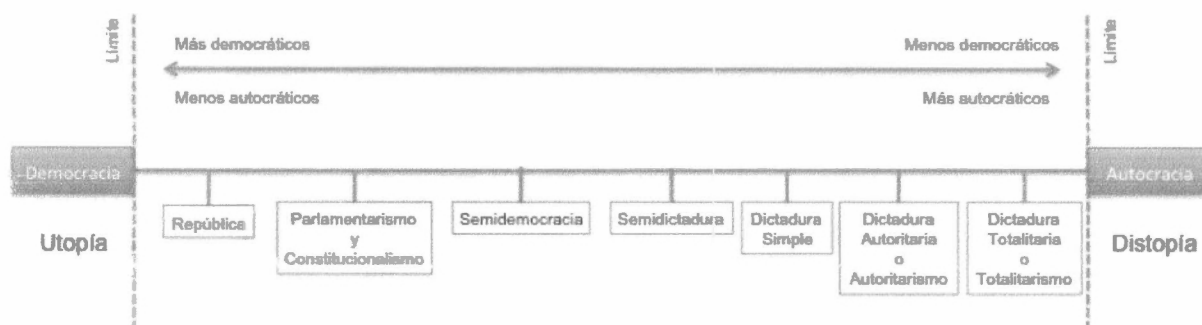 Límite
Más democráticos
Menos democráticos
Límite
Menos autocráticos
Más autocráticos
Democracia
Autocracia
República
Parlamentarismo
y
Constitucionalismo
Semidemocracia
Semidictadura
Dictadura
Simple
Dictadura
Autoritaria
o
Autoritarismo
Dictadura
Totalitaria
o
Totalitarismo
Utopía
Distopía